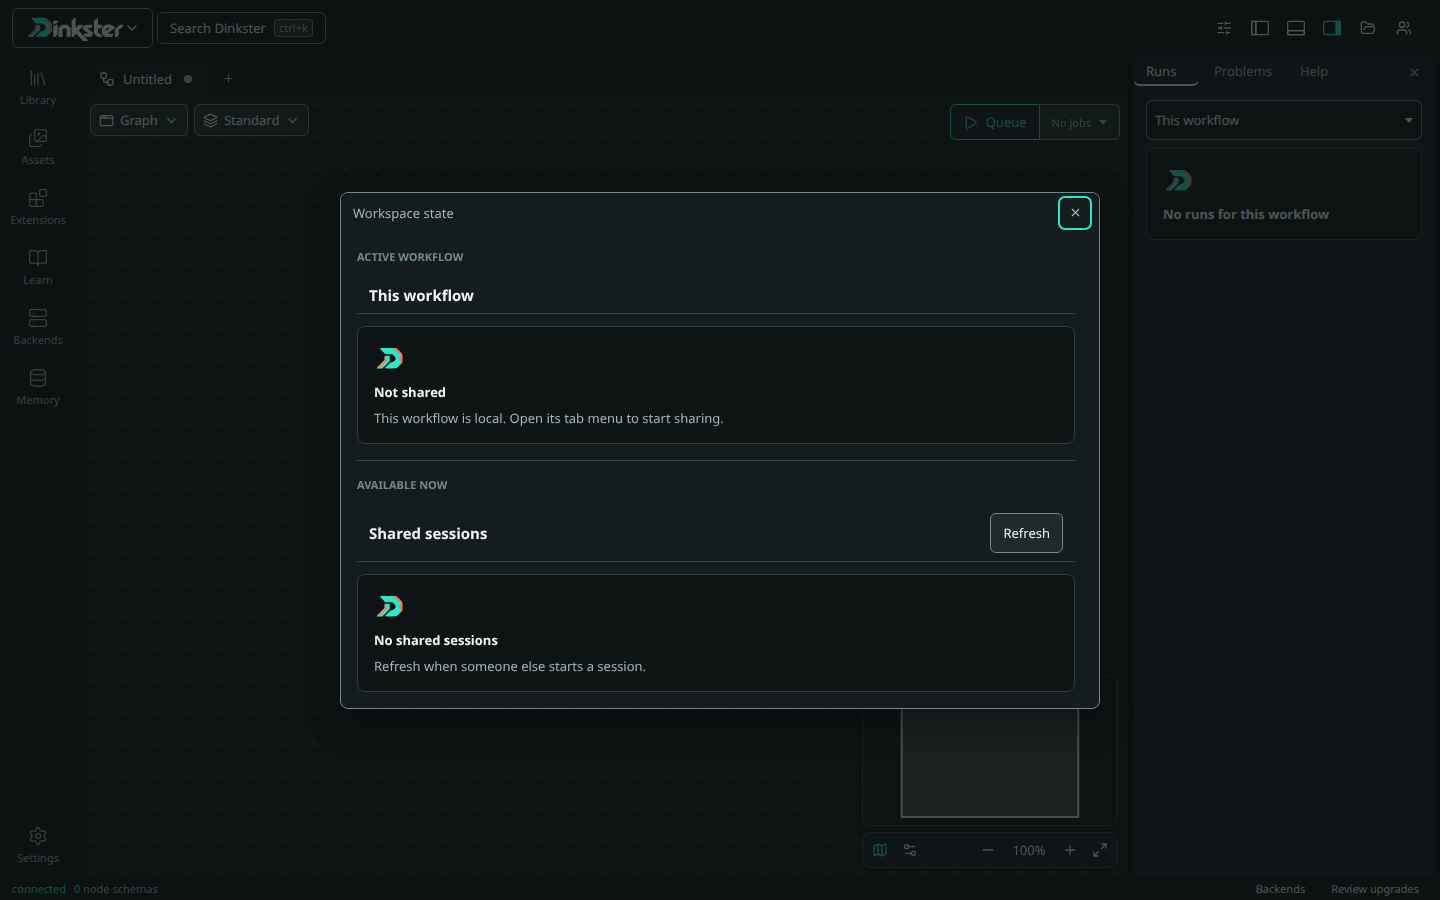 Dinkster
Search Dinkster ctrl+k
Library
Assets
Extensions
Learn
Backends
Memory
Settings
Untitled
Graph
Standard
Queue
No jobs
Runs Problems Help
This workflow
No runs for this workflow
Workspace state
ACTIVE WORKFLOW
This workflow
Not shared
This workflow is local. Open its tab menu to start sharing.
AVAILABLE NOW
Shared sessions
Refresh
No shared sessions
Refresh when someone else starts a session.
100%
connected 0 node schemas
Backends Review upgrades